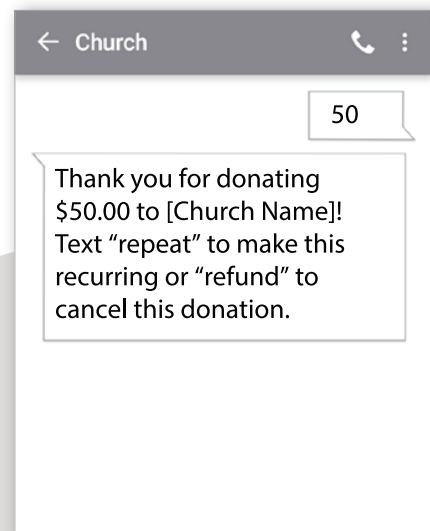 Church
50
Thank you for donating
$50.00 to [Church Name]!
Text “repeat” to make this
recurring or “refund” to
cancel this donation.